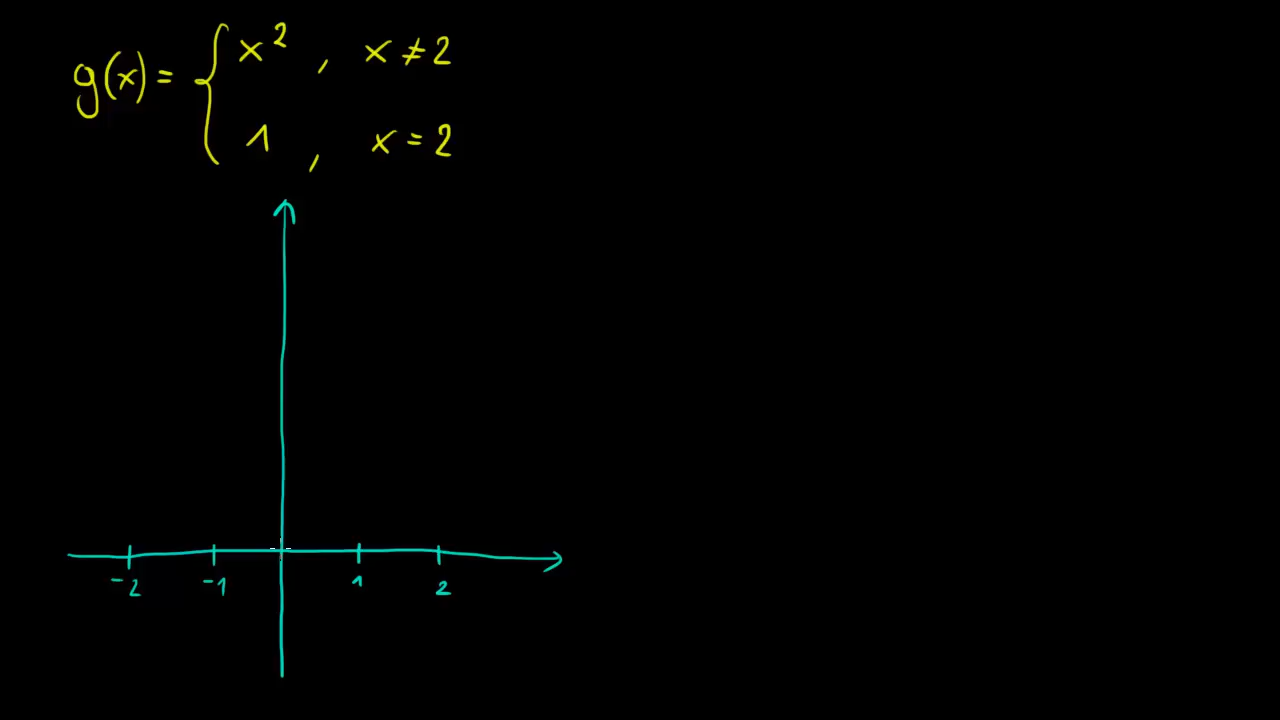 g(x) = { x², x ≠ 2
1, x = 2
-2 -1 1 2